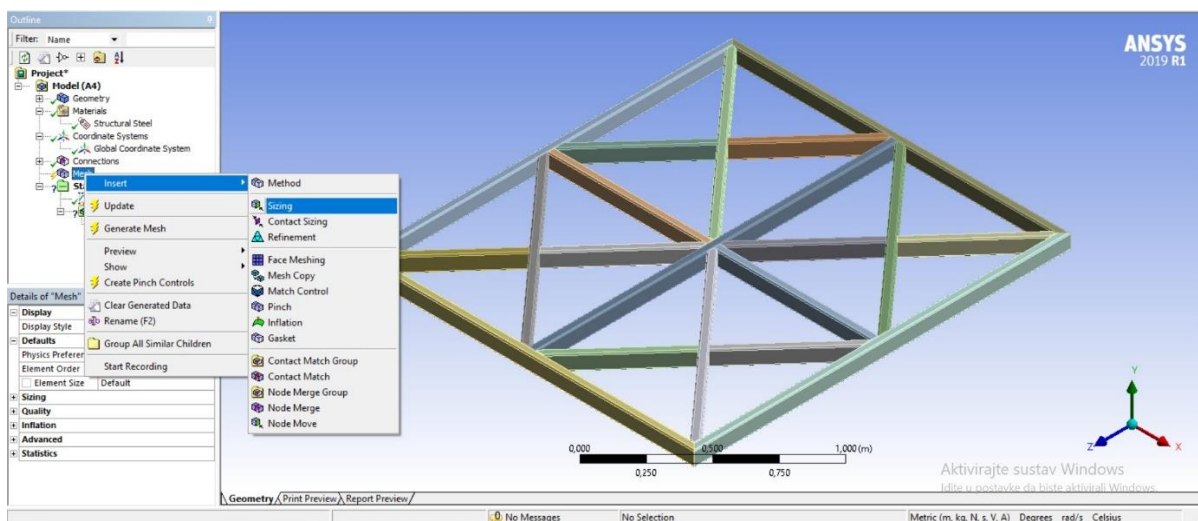 Outline
Filter: Name
Project*
Model (A4)
Geometry
Materials
Structural Steel
Coordinate Systems
Global Coordinate System
Connections
Mesh
Sta
Insert
Update
Generate Mesh
Preview
Show
Create Pinch Controls
Clear Generated Data
Rename (F2)
Group All Similar Children
Start Recording
Method
Sizing
Contact Sizing
Refinement
Face Meshing
Mesh Copy
Match Control
Pinch
Inflation
Gasket
Contact Match Group
Contact Match
Node Merge Group
Node Merge
Node Move
Details of "Mesh"
Display
Display Style
Defaults
Physics Preferen
Element Order
Element Size Default
Sizing
Quality
Inflation
Advanced
Statistics
ANSYS
2019 R1
0,000 0,500 1,000 (m)
0,250 0,750
Y
Z X
Aktivirajte sustav Windows
Idite u postavke da biste aktivirali Windows.
Geometry Print Preview Report Preview
No Messages No Selection Metric (m, kg, N, s, V, A) Degrees rad/s Celsius